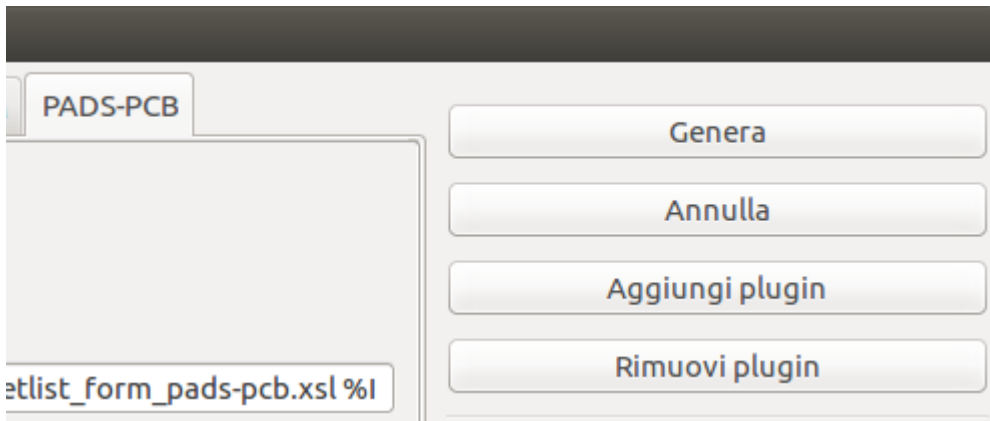 PADS-PCB
Genera
Annulla
Aggiungi plugin
Rimuovi plugin
etlist_form_pads-pcb.xsl %I